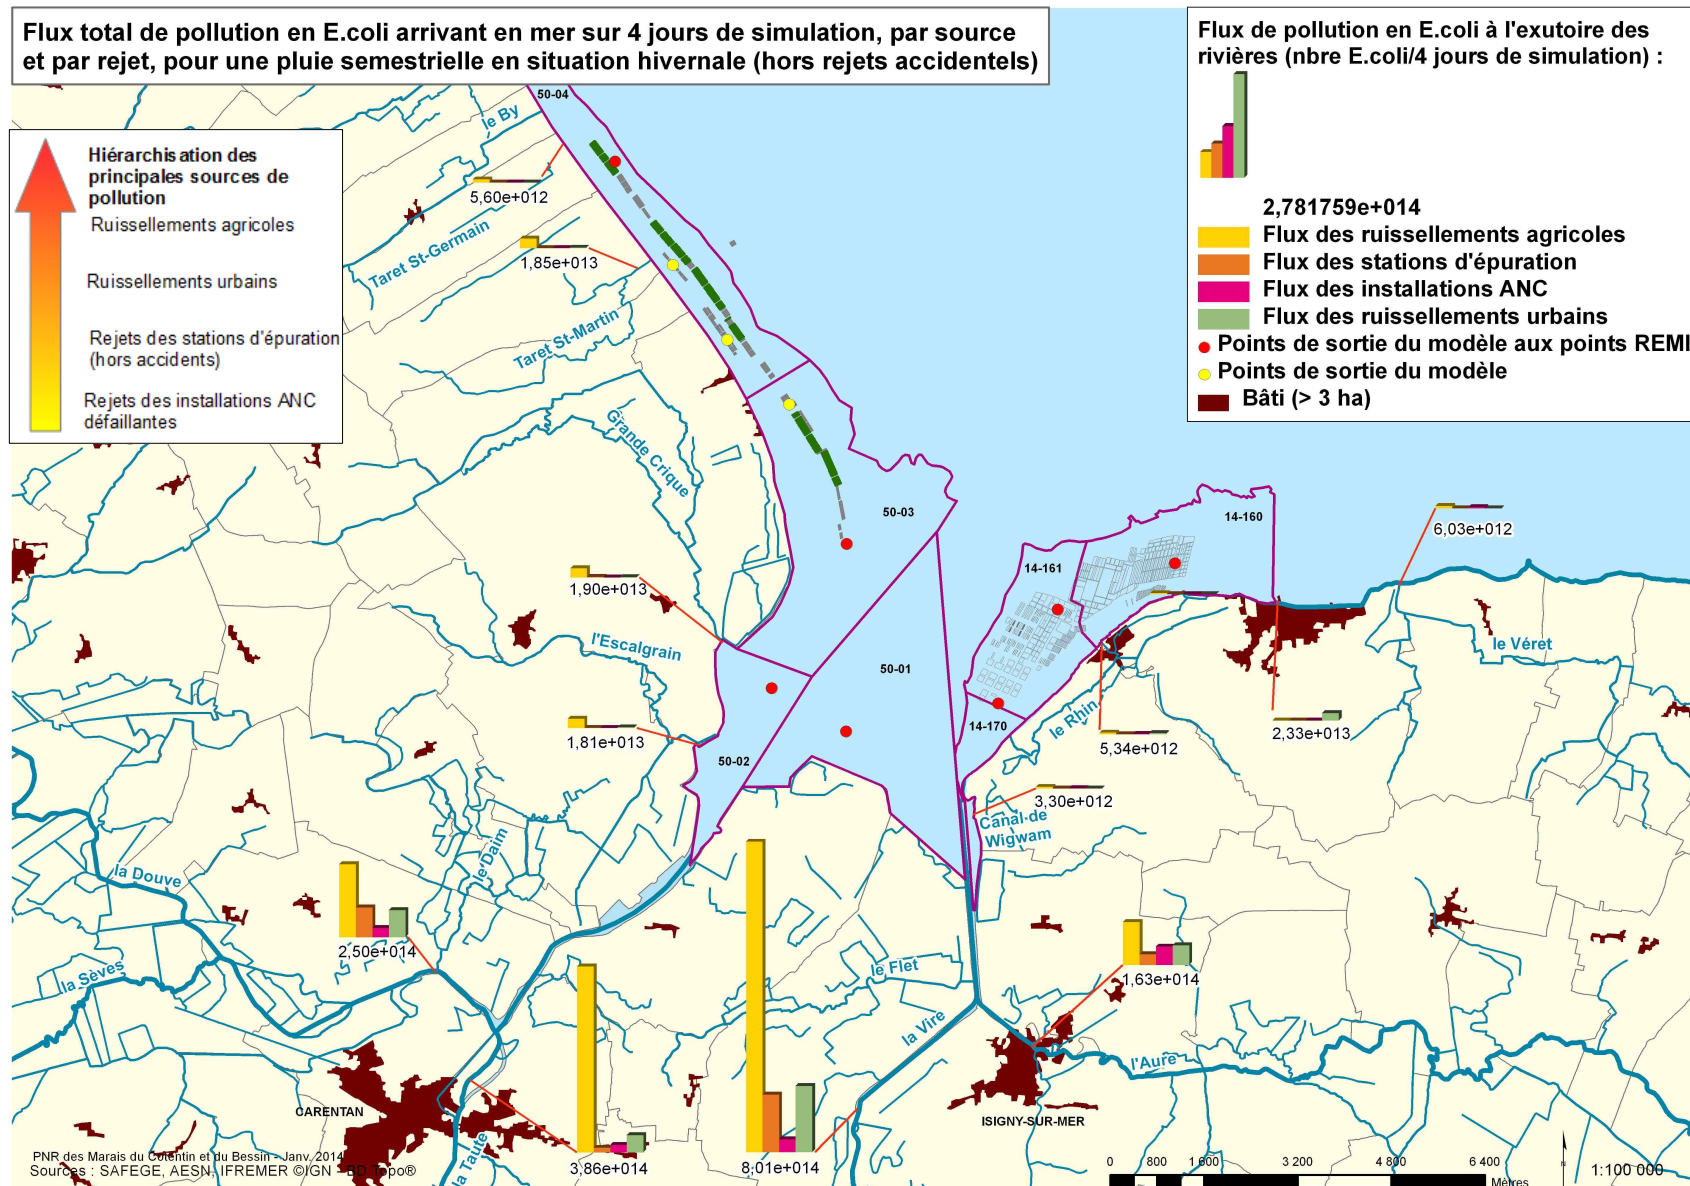 Flux total de pollution en E.coli arrivant en mer sur 4 jours de simulation, par source
et par rejet, pour une pluie semestrielle en situation hivernale (hors rejets accidentels)
Flux de pollution en E.coli à l'exutoire des
rivières (nbre E.coli/4 jours de simulation) :
2,781759e+014
Flux des ruissellements agricoles
Flux des stations d'épuration
Flux des installations ANC
Flux des ruissellements urbains
Points de sortie du modèle aux points REMI
Points de sortie du modèle
Bâti (> 3 ha)
Hiérarchisation des
principales sources de
pollution
Ruissellements agricoles
Ruissellements urbains
Rejets des stations d'épuration
(hors accidents)
Rejets des installations ANC
défaillantes
50-04
le By
5,60e+012
Taret St-Germain
1,85e+013
Taret St-Martin
Grande Crique
50-03
14-160
14-161
6,03e+012
1,90e+013
l'Escalgrain
le Véret
50-01
14-170
le Rhin
1,81e+013
5,34e+012
2,33e+013
50-02
3,30e+012
Canal de
Wigwam
la Douve
le Daim
2,50e+014
la Sèves
le Flet
1,63e+014
la Vire
l'Aure
CARENTAN
ISIGNY-SUR-MER
la Taute
3,86e+014
8,01e+014
PNR des Marais du Cotentin et du Bessin - Janv. 2014
Sources : SAFEGE, AESN, IFREMER ©IGN - BD Topo®
0 800 1 600 3 200 4 800 6 400
Mètres
N
1:100 000